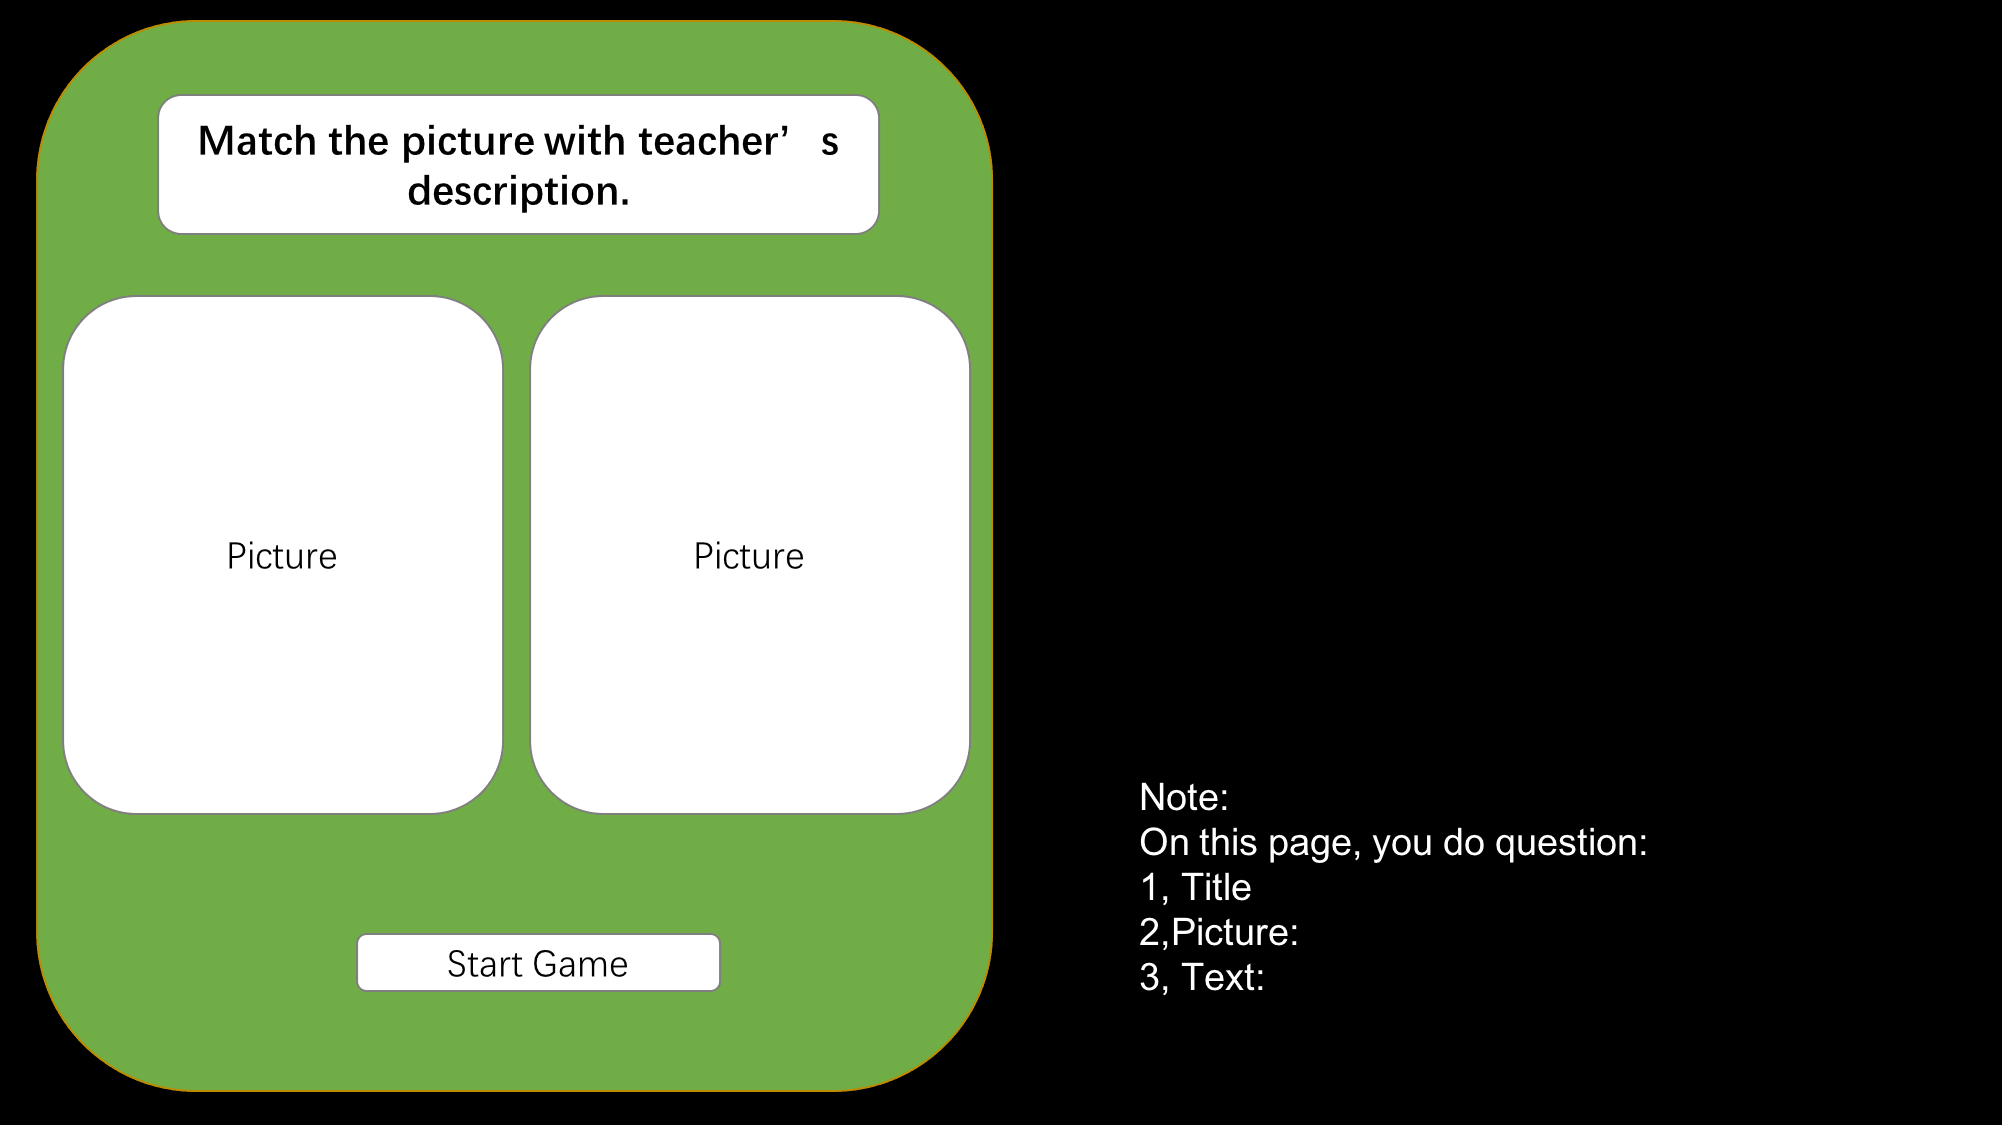 Match the picture with teacher’s
description.
Picture
Picture
Start Game
Note:
On this page, you do question:
1, Title
2,Picture:
3, Text: